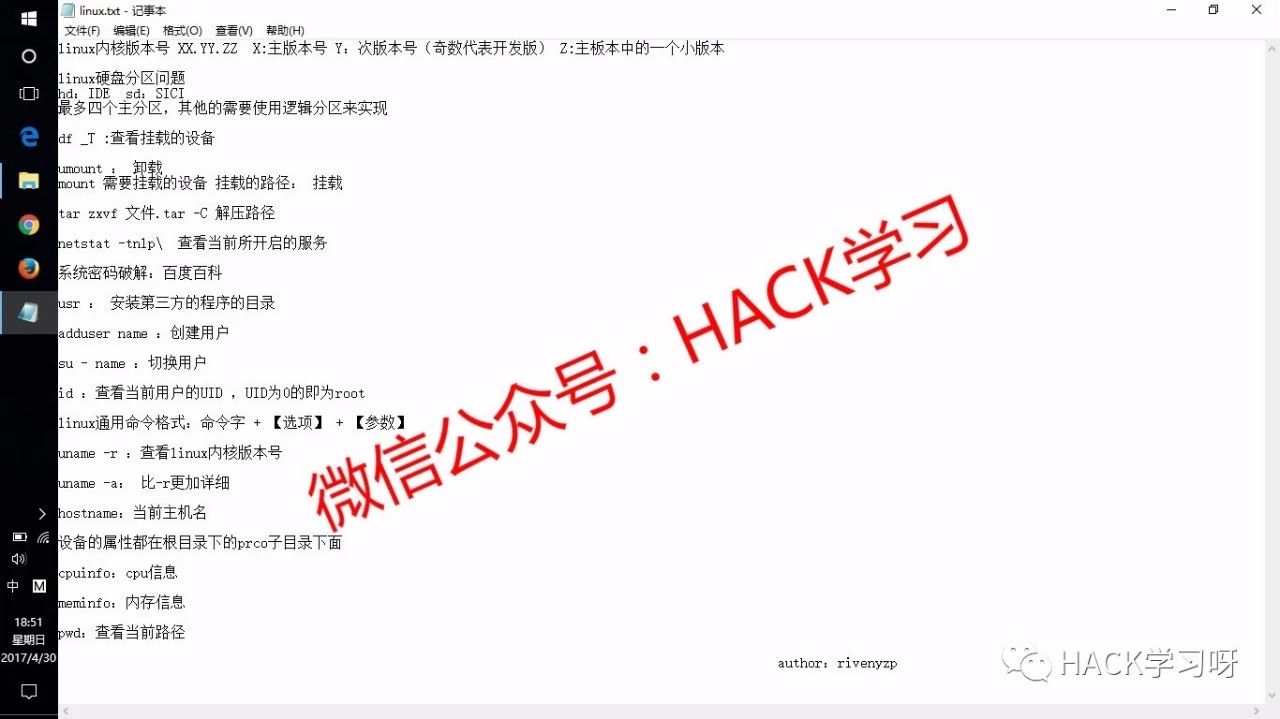 linux.txt - 记事本
文件(F) 编辑(E) 格式(O) 查看(V) 帮助(H)
linux内核版本号 XX.YY.ZZ X:主版本号 Y：次版本号（奇数代表开发版） Z:主板本中的一个小版本
linux硬盘分区问题
hd：IDE sd：SICI
最多四个主分区，其他的需要使用逻辑分区来实现
df _T :查看挂载的设备
umount ： 卸载
mount 需要挂载的设备 挂载的路径： 挂载
tar zxvf 文件.tar -C 解压路径
netstat -tnlp\ 查看当前所开启的服务
系统密码破解：百度百科
usr ： 安装第三方的程序的目录
adduser name ：创建用户
su - name ：切换用户
id ：查看当前用户的UID ，UID为0的即为root
linux通用命令格式：命令字 + 【选项】 + 【参数】
uname -r ：查看linux内核版本号
uname -a： 比-r更加详细
hostname：当前主机名
设备的属性都在根目录下的prco子目录下面
cpuinfo：cpu信息
meminfo：内存信息
pwd：查看当前路径
author：rivenyzp
微信公众号：HACK学习
HACK学习呀
中 M
18:51
星期日
2017/4/30